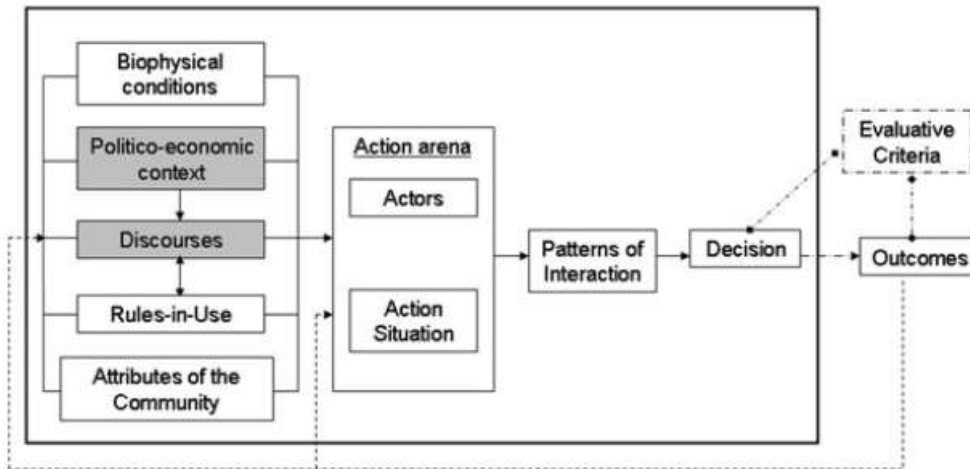 Biophysical
conditions
Politico-economic
context
Discourses
Rules-in-Use
Attributes of the
Community
Action arena
Actors
Action
Situation
Patterns of
Interaction
Decision
Evaluative
Criteria
Outcomes